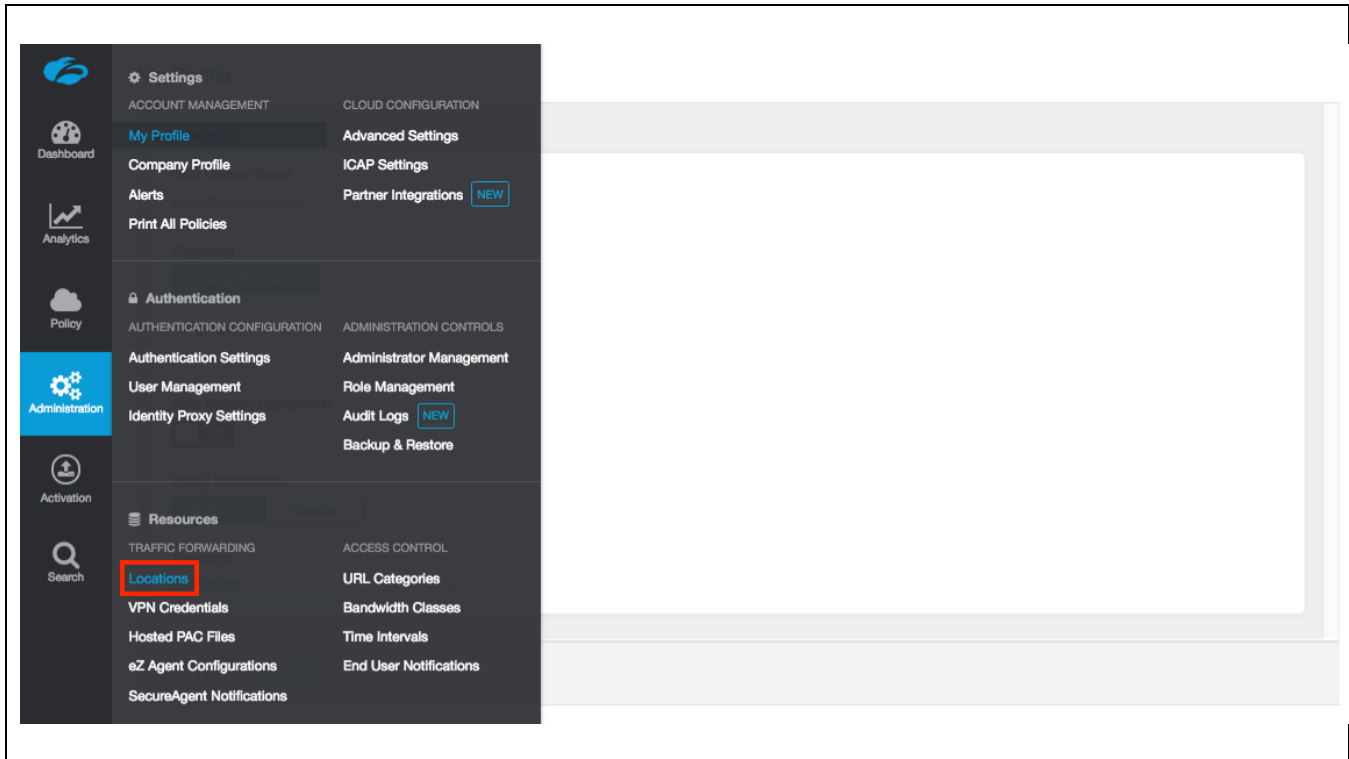 Settings
ACCOUNT MANAGEMENT
My Profile
Company Profile
Alerts
Print All Policies
CLOUD CONFIGURATION
Advanced Settings
ICAP Settings
Partner Integrations NEW
Authentication
AUTHENTICATION CONFIGURATION
Authentication Settings
User Management
Identity Proxy Settings
ADMINISTRATION CONTROLS
Administrator Management
Role Management
Audit Logs NEW
Backup & Restore
Resources
TRAFFIC FORWARDING
Locations
VPN Credentials
Hosted PAC Files
eZ Agent Configurations
SecureAgent Notifications
ACCESS CONTROL
URL Categories
Bandwidth Classes
Time Intervals
End User Notifications
Dashboard
Analytics
Policy
Administration
Activation
Search